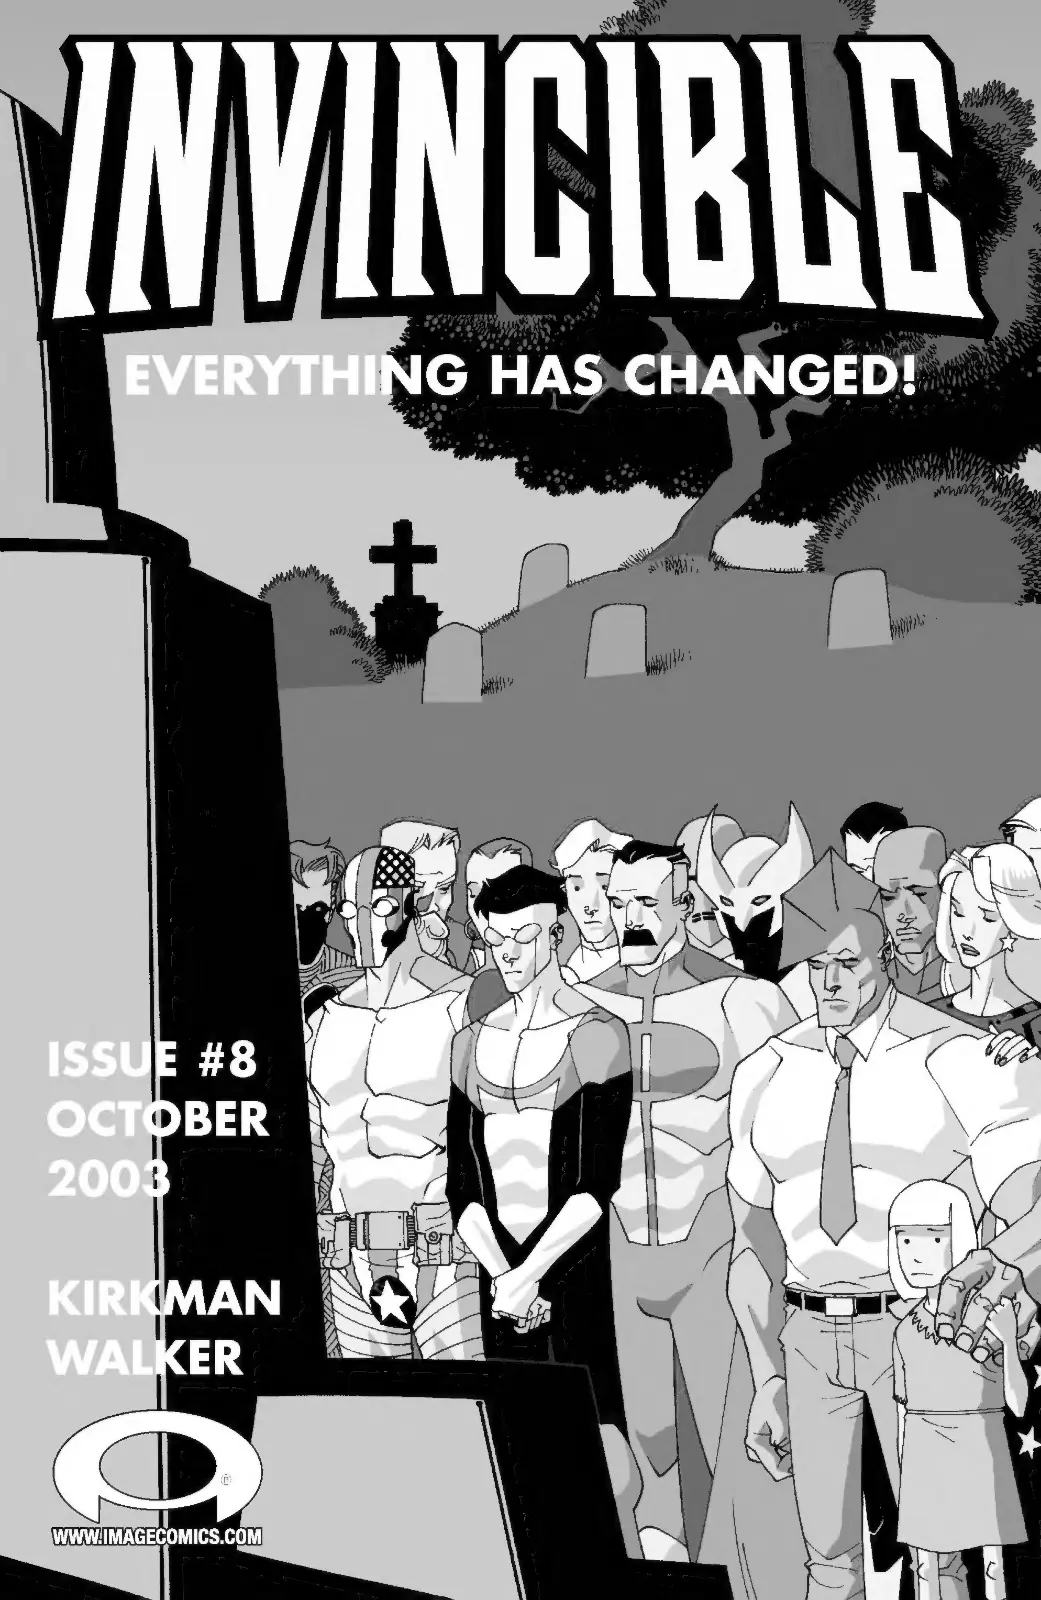 INVINCIBLE
EVERYTHING HAS CHANGED!
ISSUE #8
OCTOBER
2003
KIRKMAN
WALKER
®
WWW.IMAGECOMICS.COM